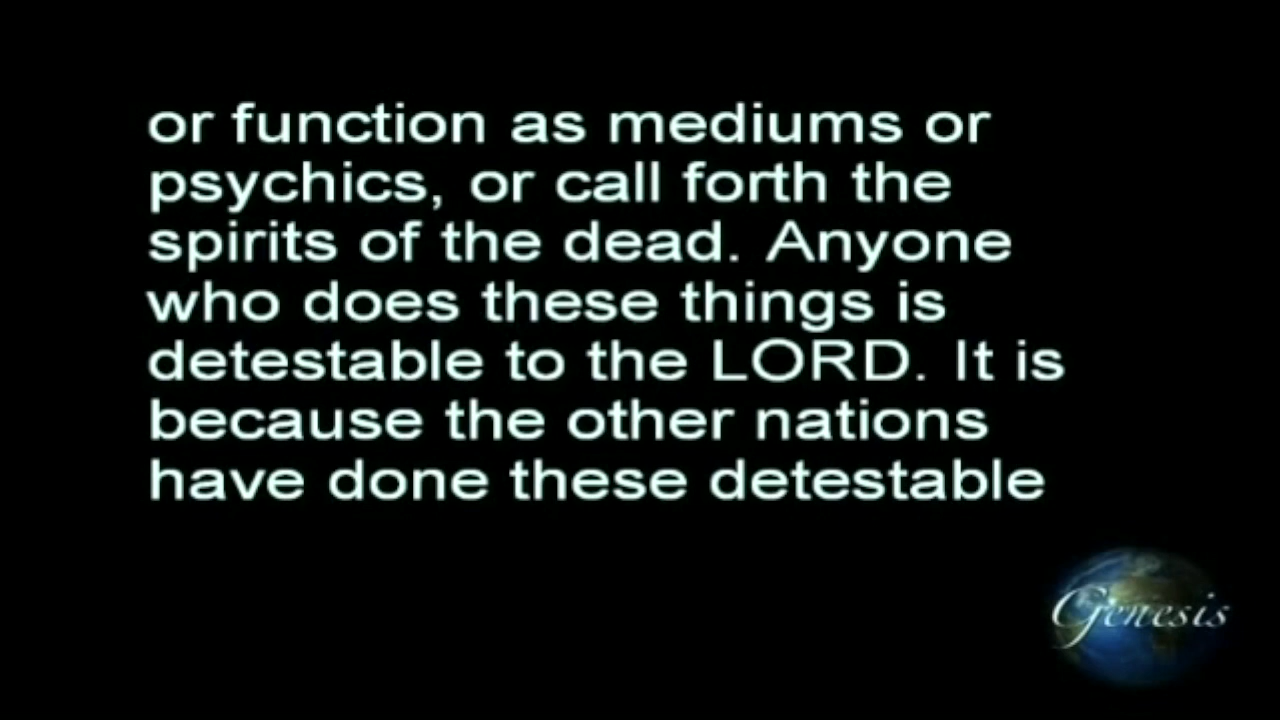 or function as mediums or
psychics, or call forth the
spirits of the dead. Anyone
who does these things is
detestable to the LORD. It is
because the other nations
have done these detestable
Genesis